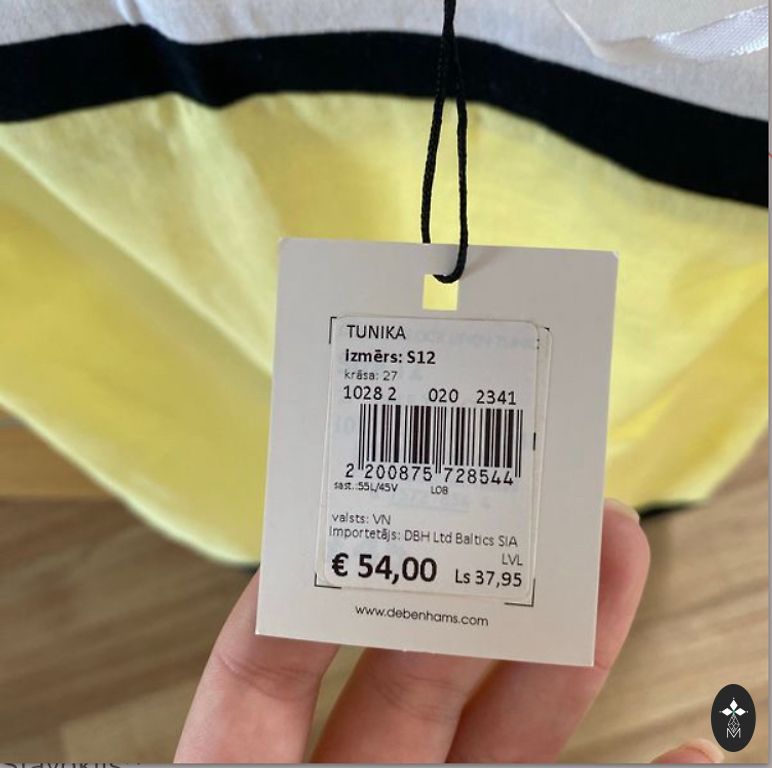 TUNIKA
Izmērs: S12
krāsa: 27
1028 2 020 2341
2 200875 728544
sast.:55L/45V LOB
valsts: VN
Importetājs: DBH Ltd Baltics SIA
LVL
€ 54,00 Ls 37,95
www.debenhams.com
M